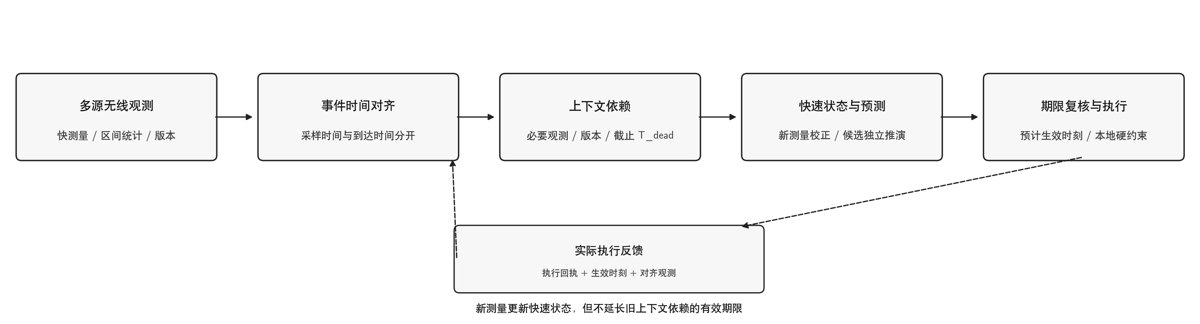 多源无线观测
快测量 / 区间统计 / 版本
事件时间对齐
采样时间与到达时间分开
上下文依赖
必要观测 / 版本 / 截止 T_dead
快速状态与预测
新测量校正 / 候选独立推演
期限复核与执行
预计生效时刻 / 本地硬约束
实际执行反馈
执行回执 + 生效时刻 + 对齐观测
新测量更新快速状态，但不延长旧上下文依赖的有效期限